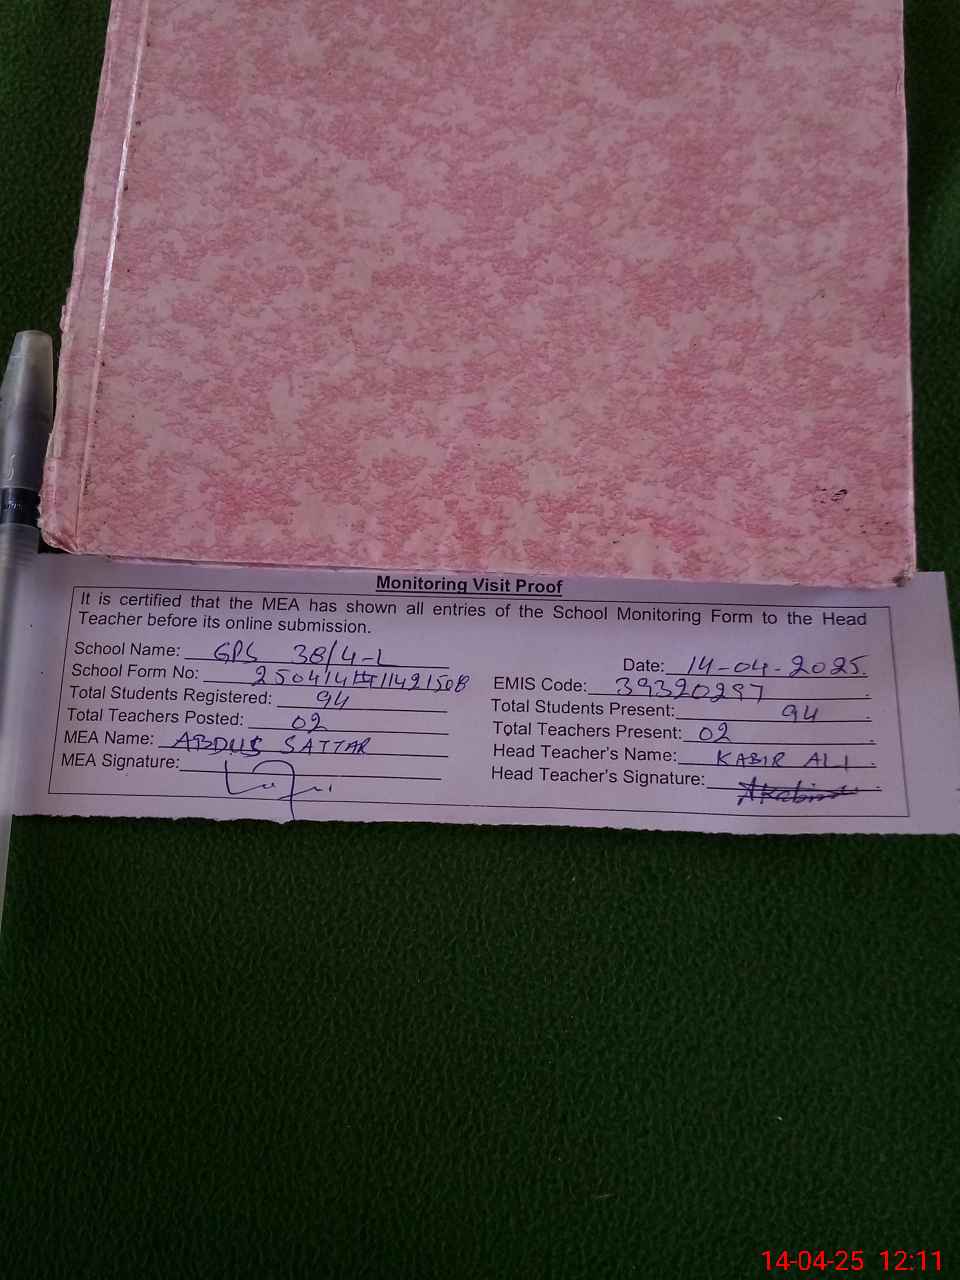 Monitoring Visit Proof
It is certified that the MEA has shown all entries of the School Monitoring Form to the Head
Teacher before its online submission.
School Name: GPS 38/4-L
Date: 14-04-2025.
School Form No:
EMIS Code: 39320297
Total Students Registered: 94
Total Students Present: 94
Total Teachers Posted: 02
Total Teachers Present: 02
MEA Name: ABDUS SATTAR
Head Teacher's Name: KABIR ALI
MEA Signature:
Head Teacher's Signature: AKabir
14-04-25 12:11